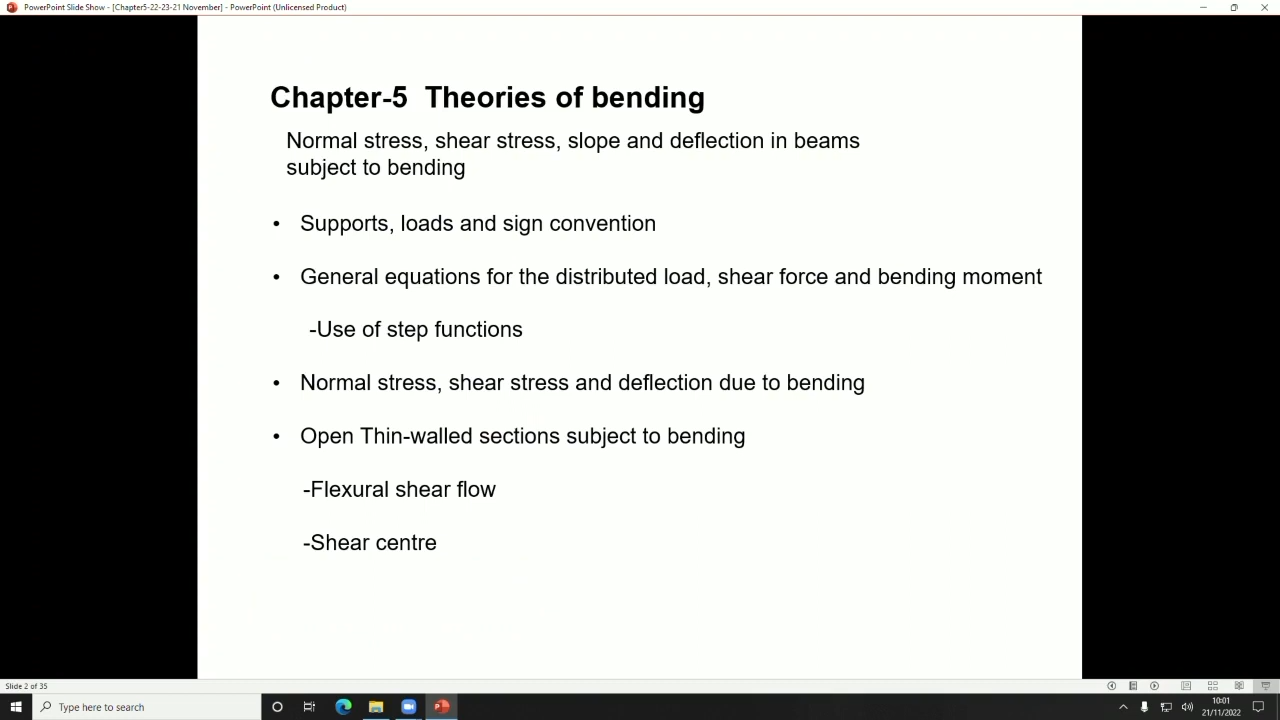 PowerPoint Slide Show - [Chapter5-22-23-21 November] - PowerPoint (Unlicensed Product)
Chapter-5 Theories of bending
Normal stress, shear stress, slope and deflection in beams
subject to bending
• Supports, loads and sign convention
• General equations for the distributed load, shear force and bending moment
-Use of step functions
• Normal stress, shear stress and deflection due to bending
• Open Thin-walled sections subject to bending
-Flexural shear flow
-Shear centre
Slide 2 of 35
Type here to search
10:01
21/11/2022